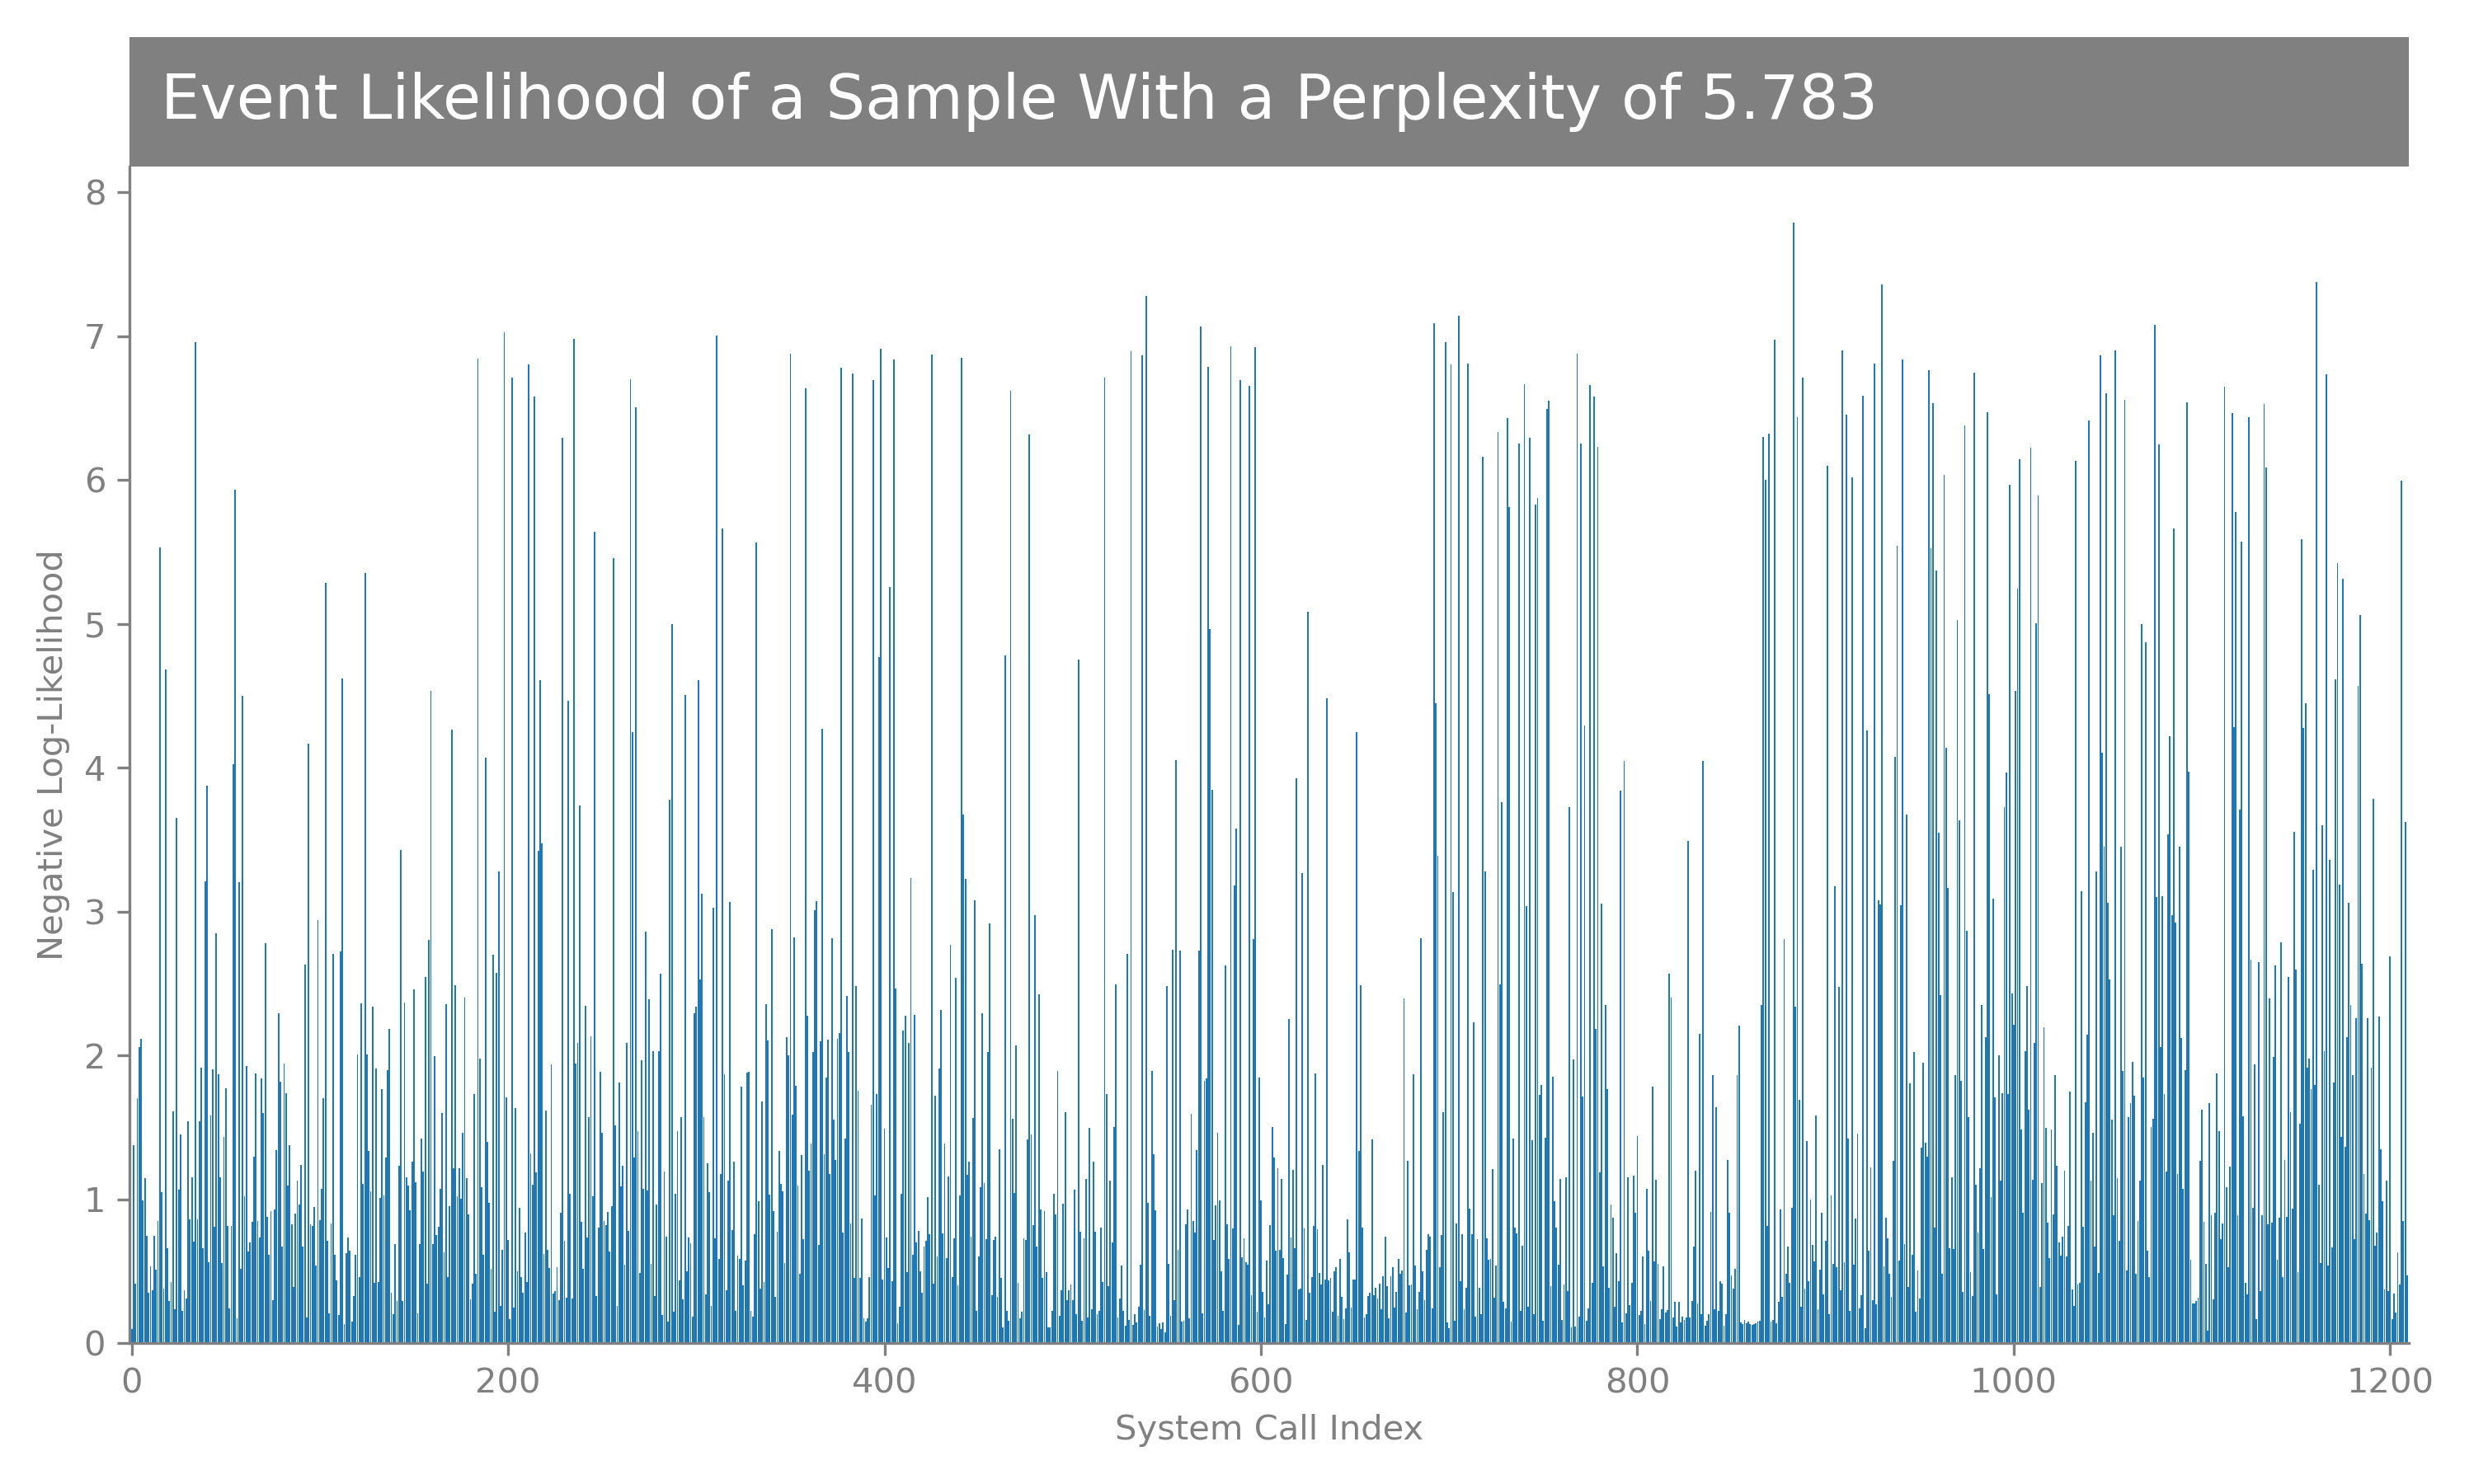 Event Likelihood of a Sample With a Perplexity of 5.783
8
7
6
5
4
3
2
1
0
Negative Log-Likelihood
0 200 400 600 800 1000 1200
System Call Index